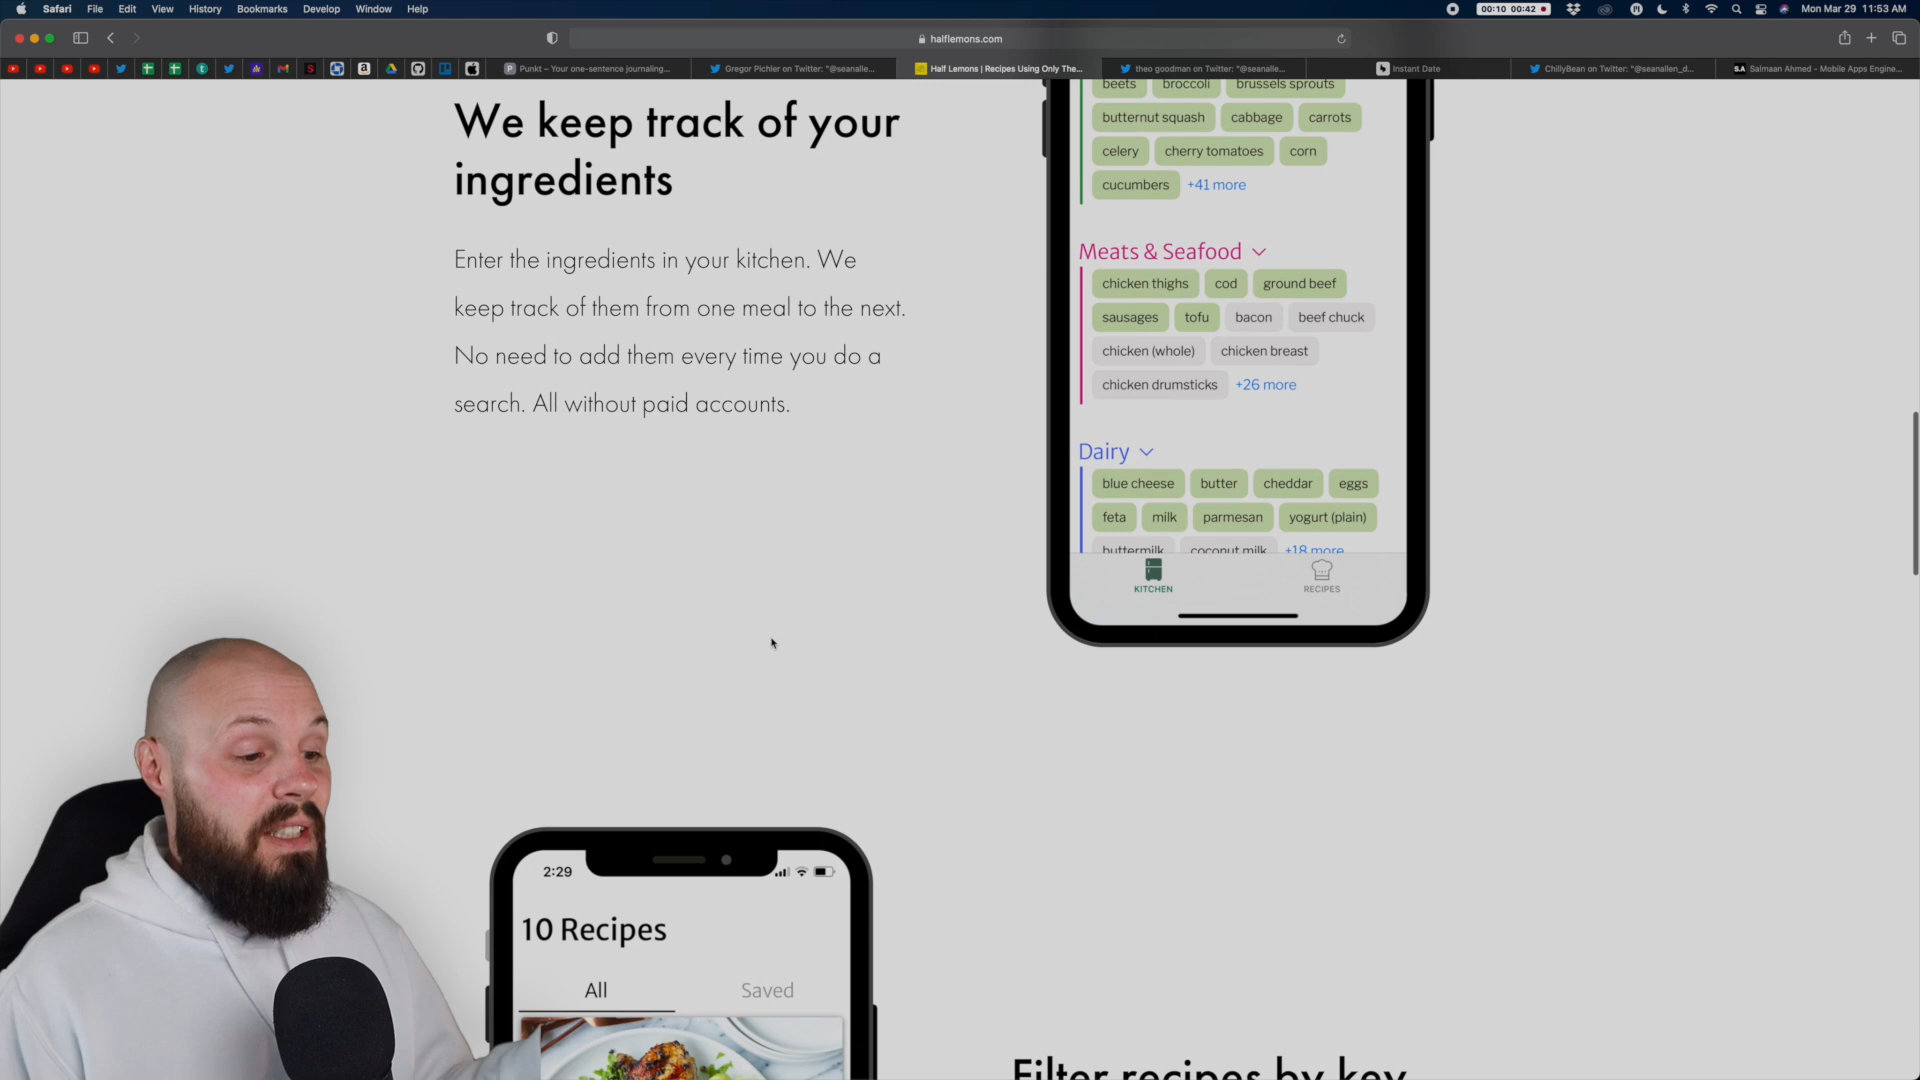 Safari File Edit View History Bookmarks Develop Window Help
00:10 00:42
Mon Mar 29 11:53 AM
halflemons.com
Punkt – Your one-sentence journaling...
Gregor Pichler on Twitter: "@seanalle...
Half Lemons | Recipes Using Only The...
theo goodman on Twitter: "@seanalle...
Instant Date
ChillyBean on Twitter: "@seanallen_d...
S.A Salmaan Ahmed - Mobile Apps Engine...
We keep track of your
ingredients
Enter the ingredients in your kitchen. We
keep track of them from one meal to the next.
No need to add them every time you do a
search. All without paid accounts.
beets broccoli brussels sprouts
butternut squash cabbage carrots
celery cherry tomatoes corn
cucumbers +41 more
Meats & Seafood
chicken thighs cod ground beef
sausages tofu bacon beef chuck
chicken (whole) chicken breast
chicken drumsticks +26 more
Dairy
blue cheese butter cheddar eggs
feta milk parmesan yogurt (plain)
buttermilk coconut milk +18 more
KITCHEN RECIPES
2:29
10 Recipes
All Saved
Filter recipes by key